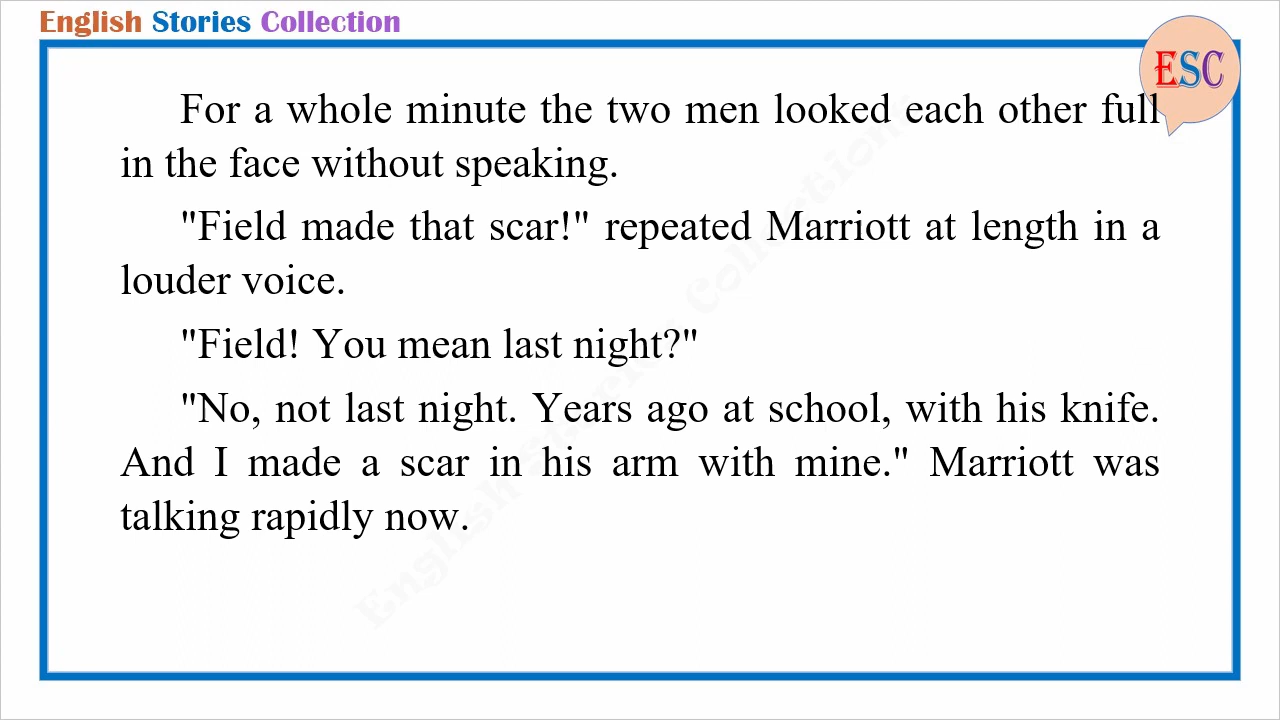 English Stories Collection
ESC
For a whole minute the two men looked each other full
in the face without speaking.
"Field made that scar!" repeated Marriott at length in a
louder voice.
"Field! You mean last night?"
"No, not last night. Years ago at school, with his knife.
And I made a scar in his arm with mine." Marriott was
talking rapidly now.
English Stories Collections